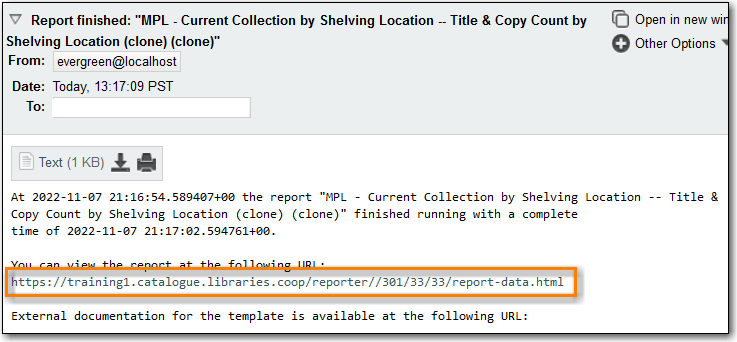 Report finished: "MPL - Current Collection by Shelving Location -- Title & Copy Count by
Shelving Location (clone) (clone)"
Open in new win
Other Options
From: evergreen@localhost
Date: Today, 13:17:09 PST
To:
Text (1 KB)
At 2022-11-07 21:16:54.589407+00 the report "MPL - Current Collection by Shelving Location -- Title &
Copy Count by Shelving Location (clone) (clone)" finished running with a complete
time of 2022-11-07 21:17:02.594761+00.
You can view the report at the following URL:
https://training1.catalogue.libraries.coop/reporter//301/33/33/report-data.html
External documentation for the template is available at the following URL: